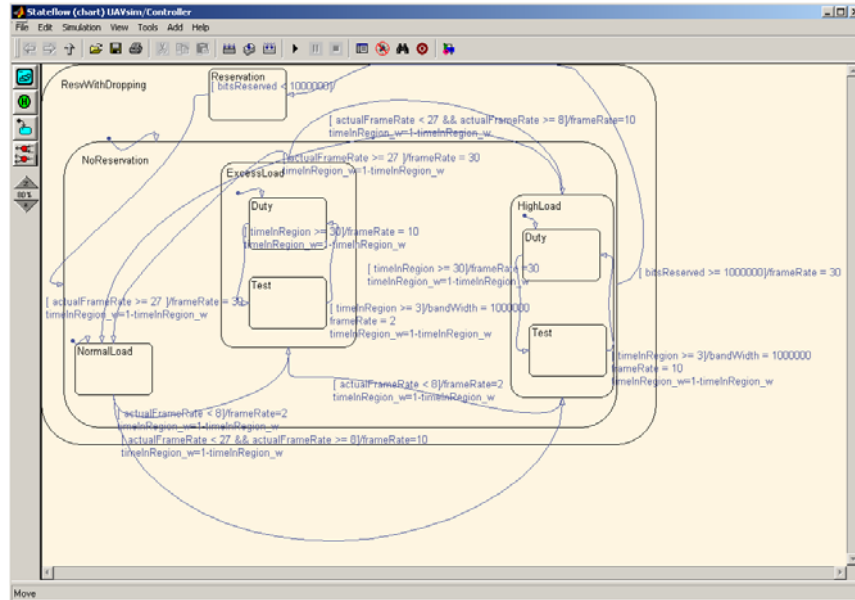 Stateflow (chart) UAVsim/Controller
File Edit Simulation View Tools Add Help
ResvWithDropping
Reservation
[ bitsReserved < 1000000]/
[ actualFrameRate < 27 && actualFrameRate >= 8]/frameRate=10
timeInRegion_w=1-timeInRegion_w
NoReservation
[ actualFrameRate >= 27 ]/frameRate = 30
timeInRegion_w=1-timeInRegion_w
ExcessLoad
HighLoad
Duty
[ timeInRegion >= 30]/frameRate = 10
timeInRegion_w=1-timeInRegion_w
Duty
[ timeInRegion >= 30]/frameRate = 30
timeInRegion_w=1-timeInRegion_w
[ bitsReserved >= 1000000]/frameRate = 30
80%
Test
[ actualFrameRate >= 27 ]/frameRate = 30
timeInRegion_w=1-timeInRegion_w
[ timeInRegion >= 3]/bandWidth = 1000000
frameRate = 2
timeInRegion_w=1-timeInRegion_w
Test
NormalLoad
[ timeInRegion >= 3]/bandWidth = 1000000
frameRate = 10
timeInRegion_w=1-timeInRegion_w
[ actualFrameRate < 8]/frameRate=2
timeInRegion_w=1-timeInRegion_w
[ actualFrameRate < 8]/frameRate=2
timeInRegion_w=1-timeInRegion_w
[ actualFrameRate < 27 && actualFrameRate >= 8]/frameRate=10
timeInRegion_w=1-timeInRegion_w
Move